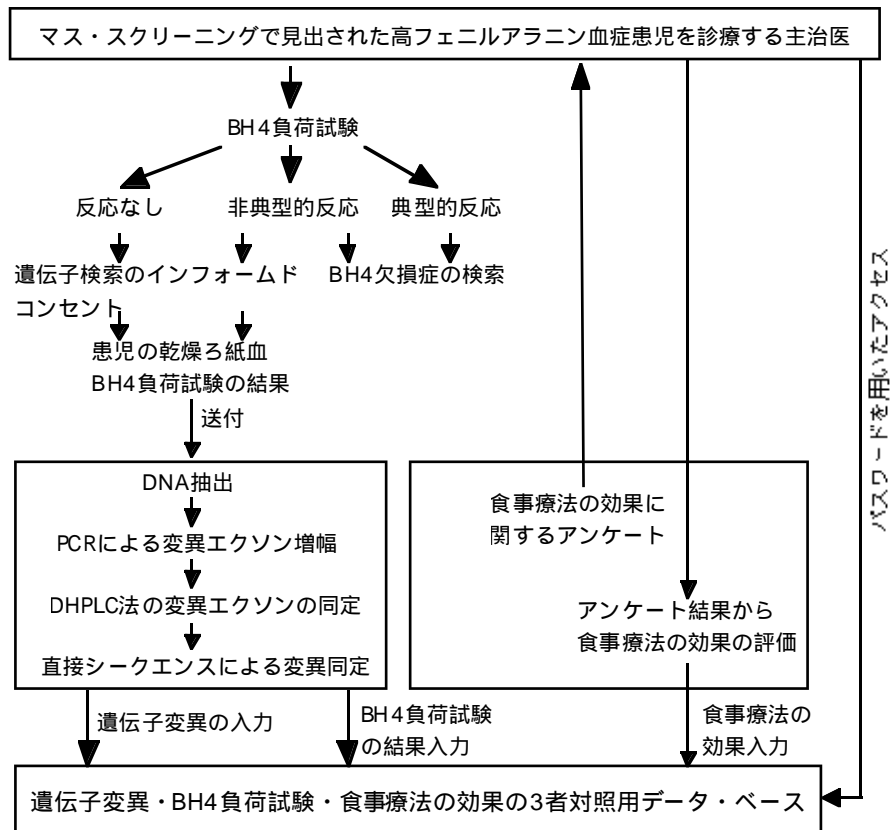 マス・スクリーニングで見出された高フェニルアラニン血症患児を診療する主治医
BH4負荷試験
反応なし
非典型的反応
典型的反応
遺伝子検索のインフォームド
コンセント
BH4欠損症の検索
患児の乾燥ろ紙血
BH4負荷試験の結果
送付
DNA抽出
PCRによる変異エクソン増幅
DHPLC法の変異エクソンの同定
直接シークエンスによる変異同定
食事療法の効果に
関するアンケート
アンケート結果から
食事療法の効果の評価
パスワードを用いたアクセス
遺伝子変異の入力
BH4負荷試験
の結果入力
食事療法の
効果入力
遺伝子変異・BH4負荷試験・食事療法の効果の3者対照用データ・ベース